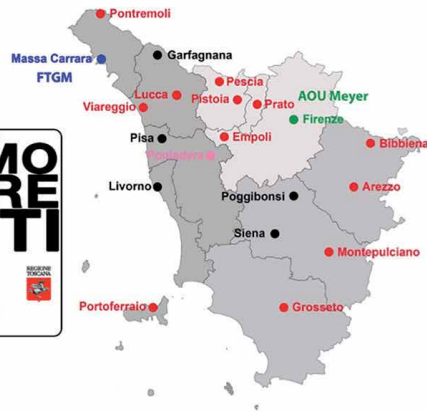 Pontremoli
Massa Carrara
FTGM
Garfagnana
Pescia
Lucca
Pistoia
Prato
AOU Meyer
Viareggio
Firenze
Pisa
Empoli
Bibbiena
Pontedera
Livorno
Arezzo
Poggibonsi
Siena
Montepulciano
Portoferraio
Grosseto
MO
RE
TI
REGIONE
TOSCANA